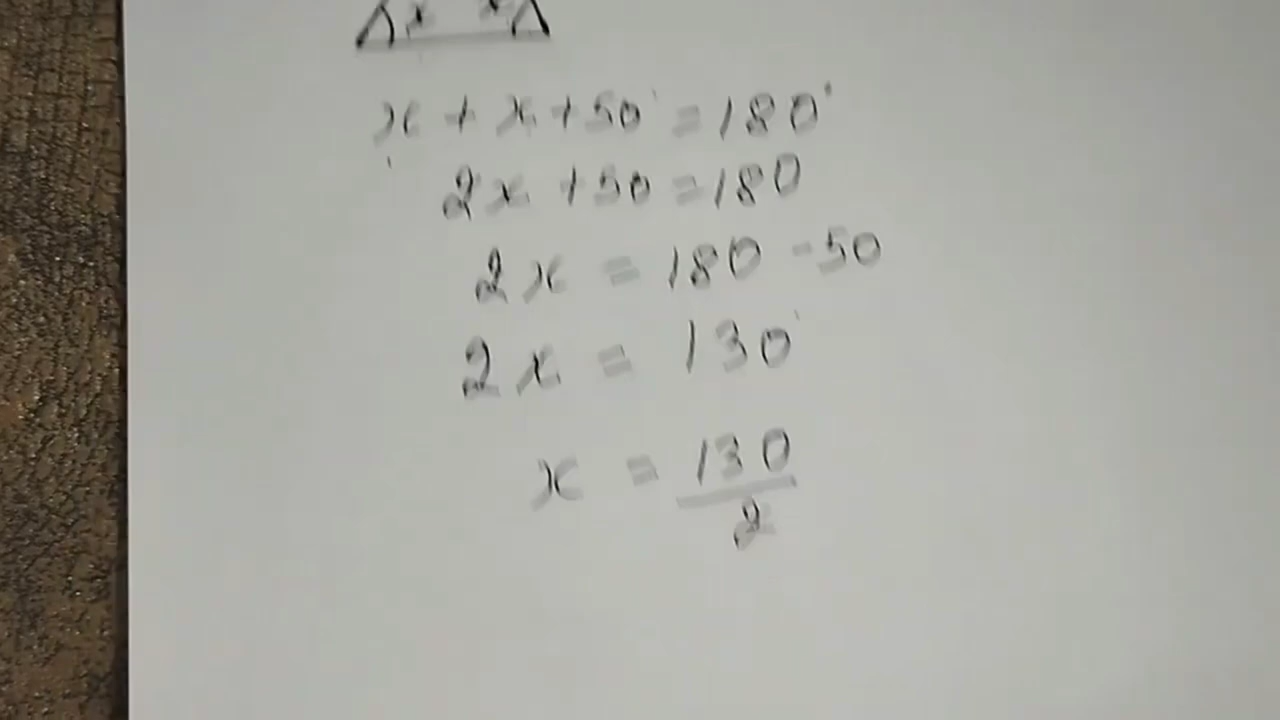 x x
x + x + 50° = 180°
2x + 50 = 180
2x = 180 - 50
2x = 130°
x = 130/2